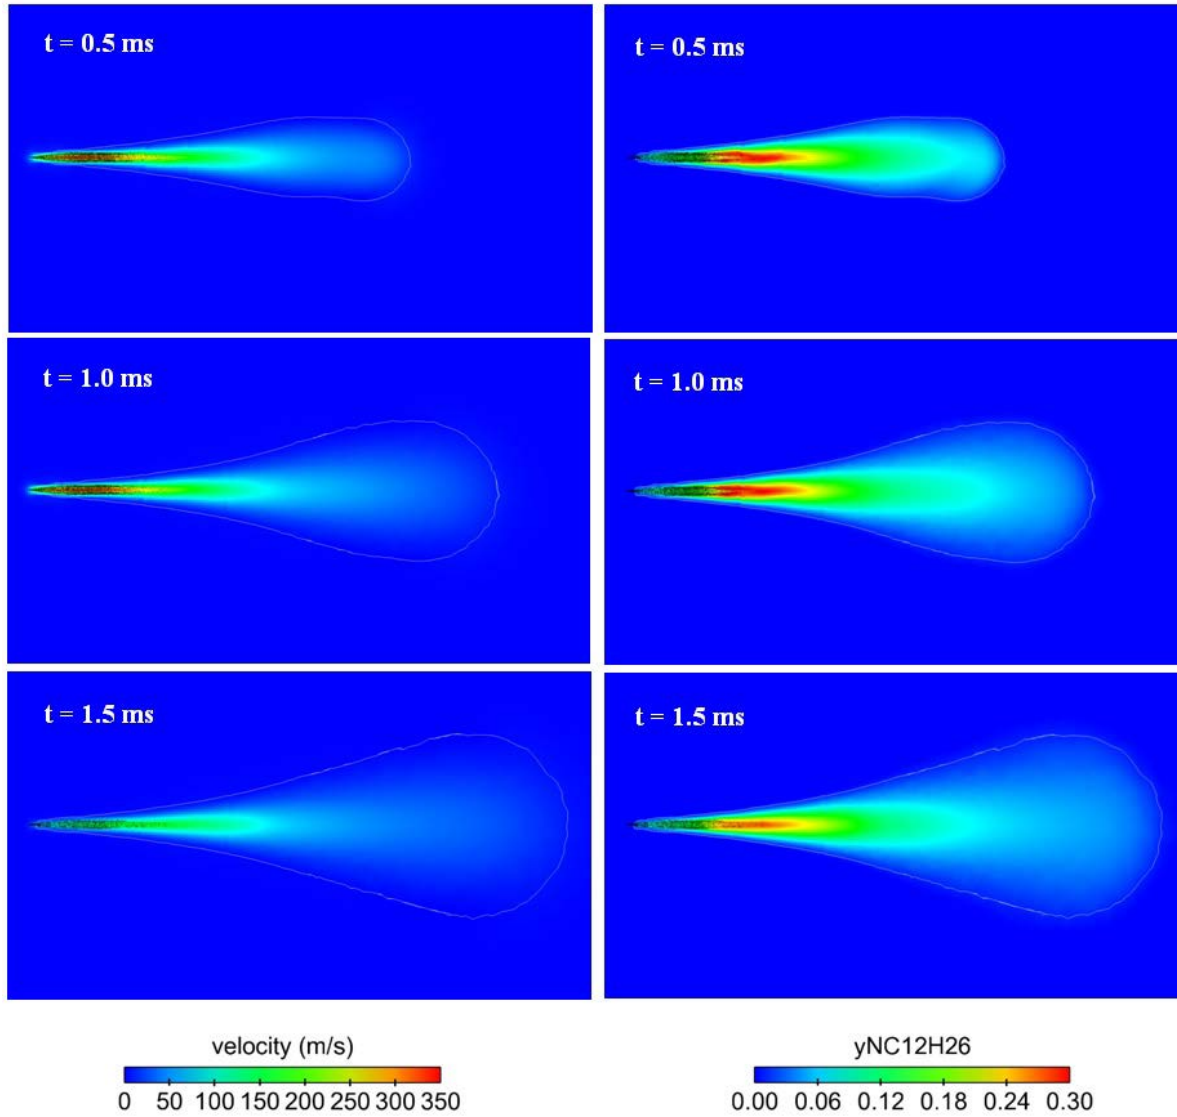 t = 0.5 ms
t = 0.5 ms
t = 1.0 ms
t = 1.0 ms
t = 1.5 ms
t = 1.5 ms
velocity (m/s)
0 50 100 150 200 250 300 350
yNC12H26
0.00 0.06 0.12 0.18 0.24 0.30